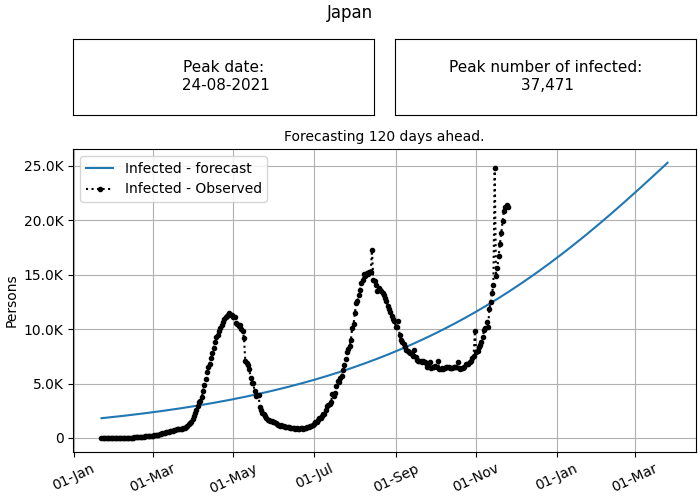 Japan
Peak date:
24-08-2021
Peak number of infected:
37,471
Forecasting 120 days ahead.
Infected - forecast
Infected - Observed
25.0K
20.0K
15.0K
10.0K
5.0K
0
Persons
01-Jan
01-Mar
01-May
01-Jul
01-Sep
01-Nov
01-Jan
01-Mar